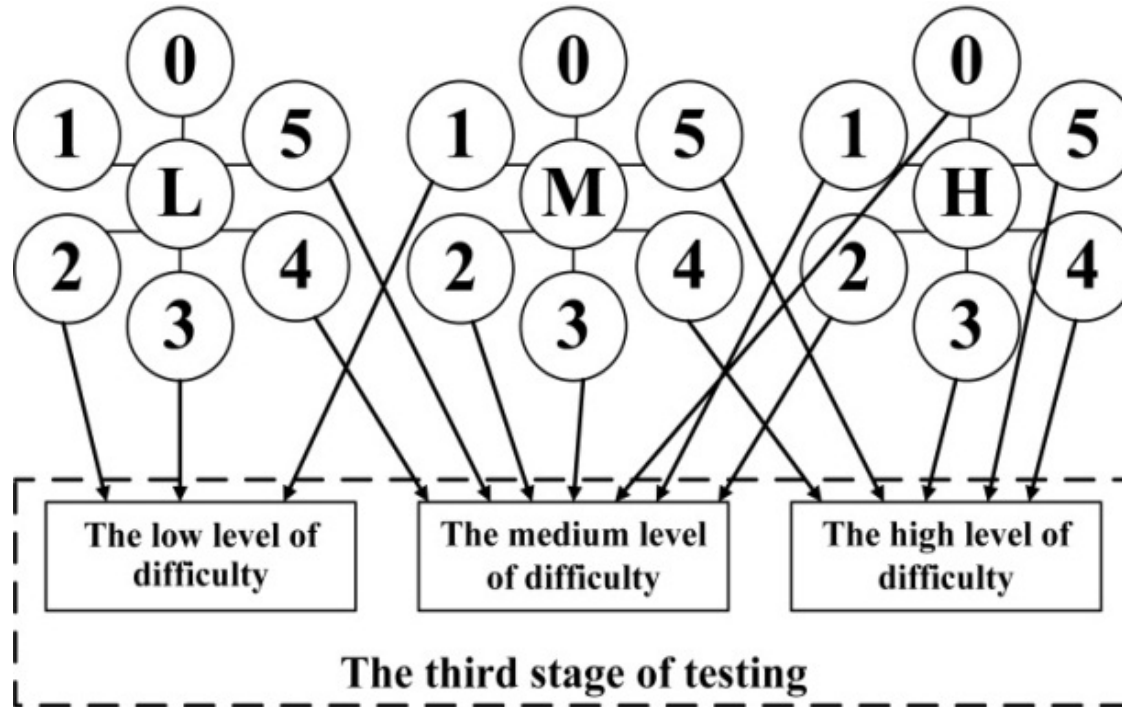 0
0
0
1
5
1
5
1
5
L
M
H
2
4
2
4
2
4
3
3
3
The low level of
difficulty
The medium level
of difficulty
The high level of
difficulty
The third stage of testing